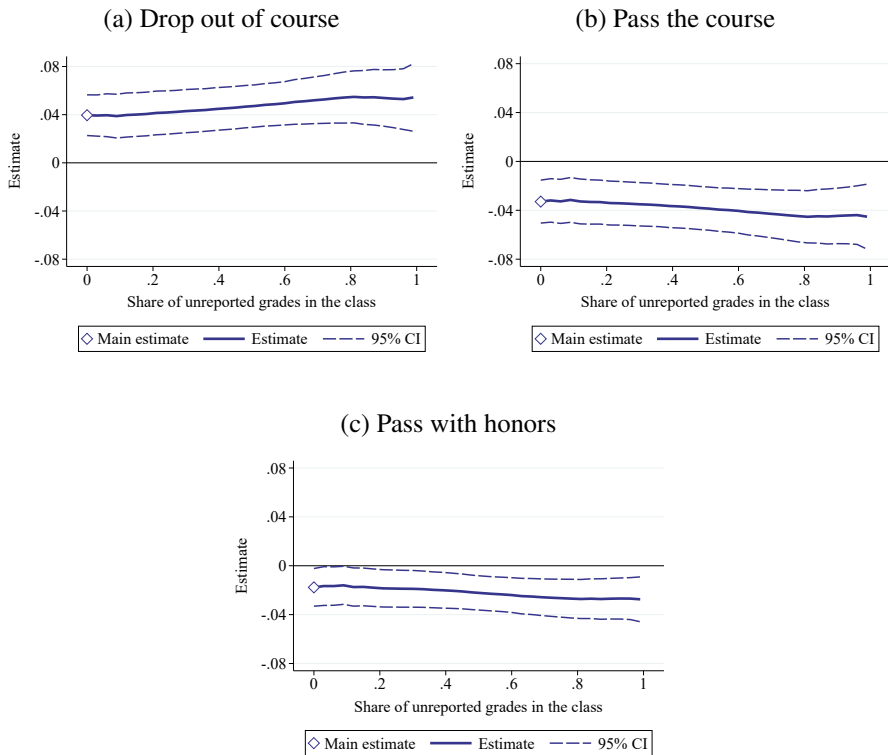 (a) Drop out of course
.08
.04
0
-.04
-.08
Estimate
0 .2 .4 .6 .8 1
Share of unreported grades in the class
Main estimate Estimate 95% CI
(b) Pass the course
.08
.04
0
-.04
-.08
Estimate
0 .2 .4 .6 .8 1
Share of unreported grades in the class
Main estimate Estimate 95% CI
(c) Pass with honors
.08
.04
0
-.04
-.08
Estimate
0 .2 .4 .6 .8 1
Share of unreported grades in the class
Main estimate Estimate 95% CI